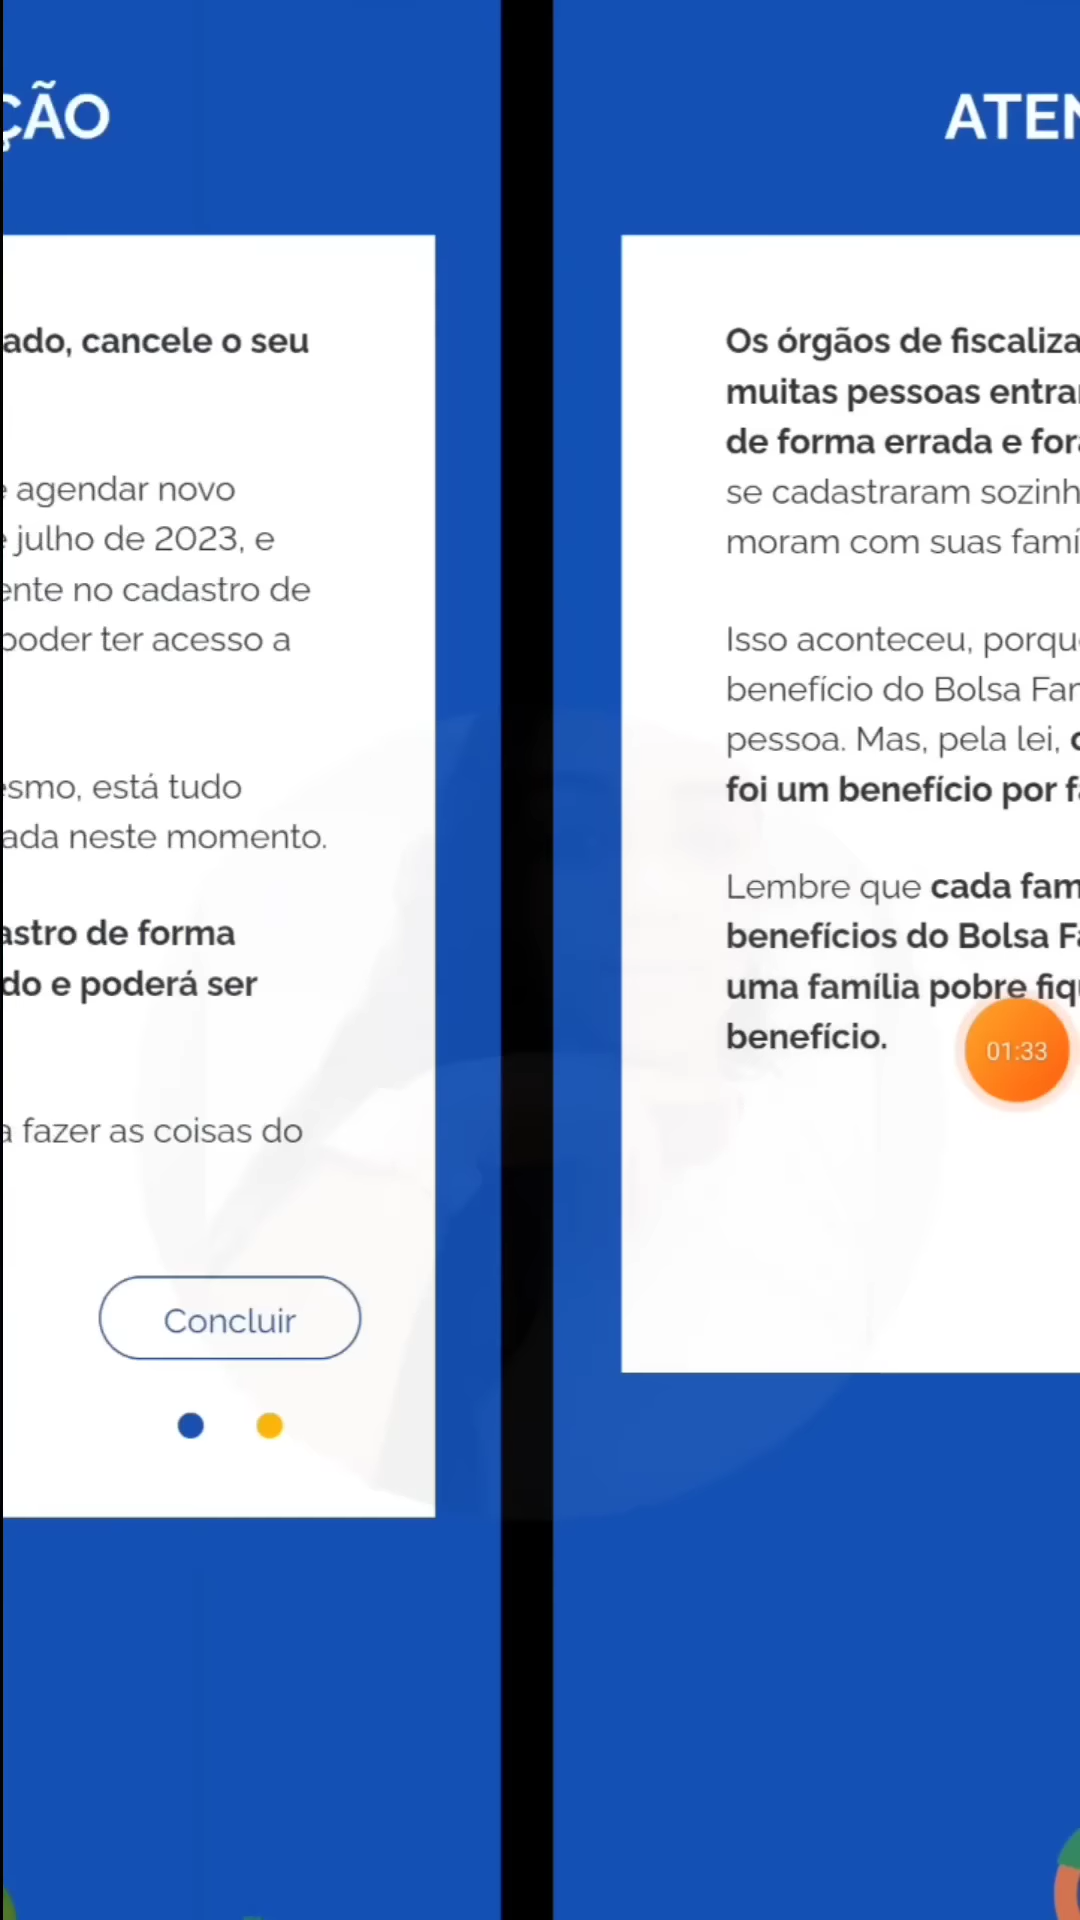 ÇÃO
ado, cancele o seu
agendar novo
julho de 2023, e
ente no cadastro de
poder ter acesso a
esmo, está tudo
ada neste momento.
astro de forma
do e poderá ser
a fazer as coisas do
Concluir
ATEN
Os órgãos de fiscaliza
muitas pessoas entra
de forma errada e for
se cadastraram sozinh
moram com suas famí
Isso aconteceu, porqu
benefício do Bolsa Fa
pessoa. Mas, pela lei,
foi um benefício por f
Lembre que cada fam
benefícios do Bolsa Fa
uma família pobre fiq
benefício.
01:33